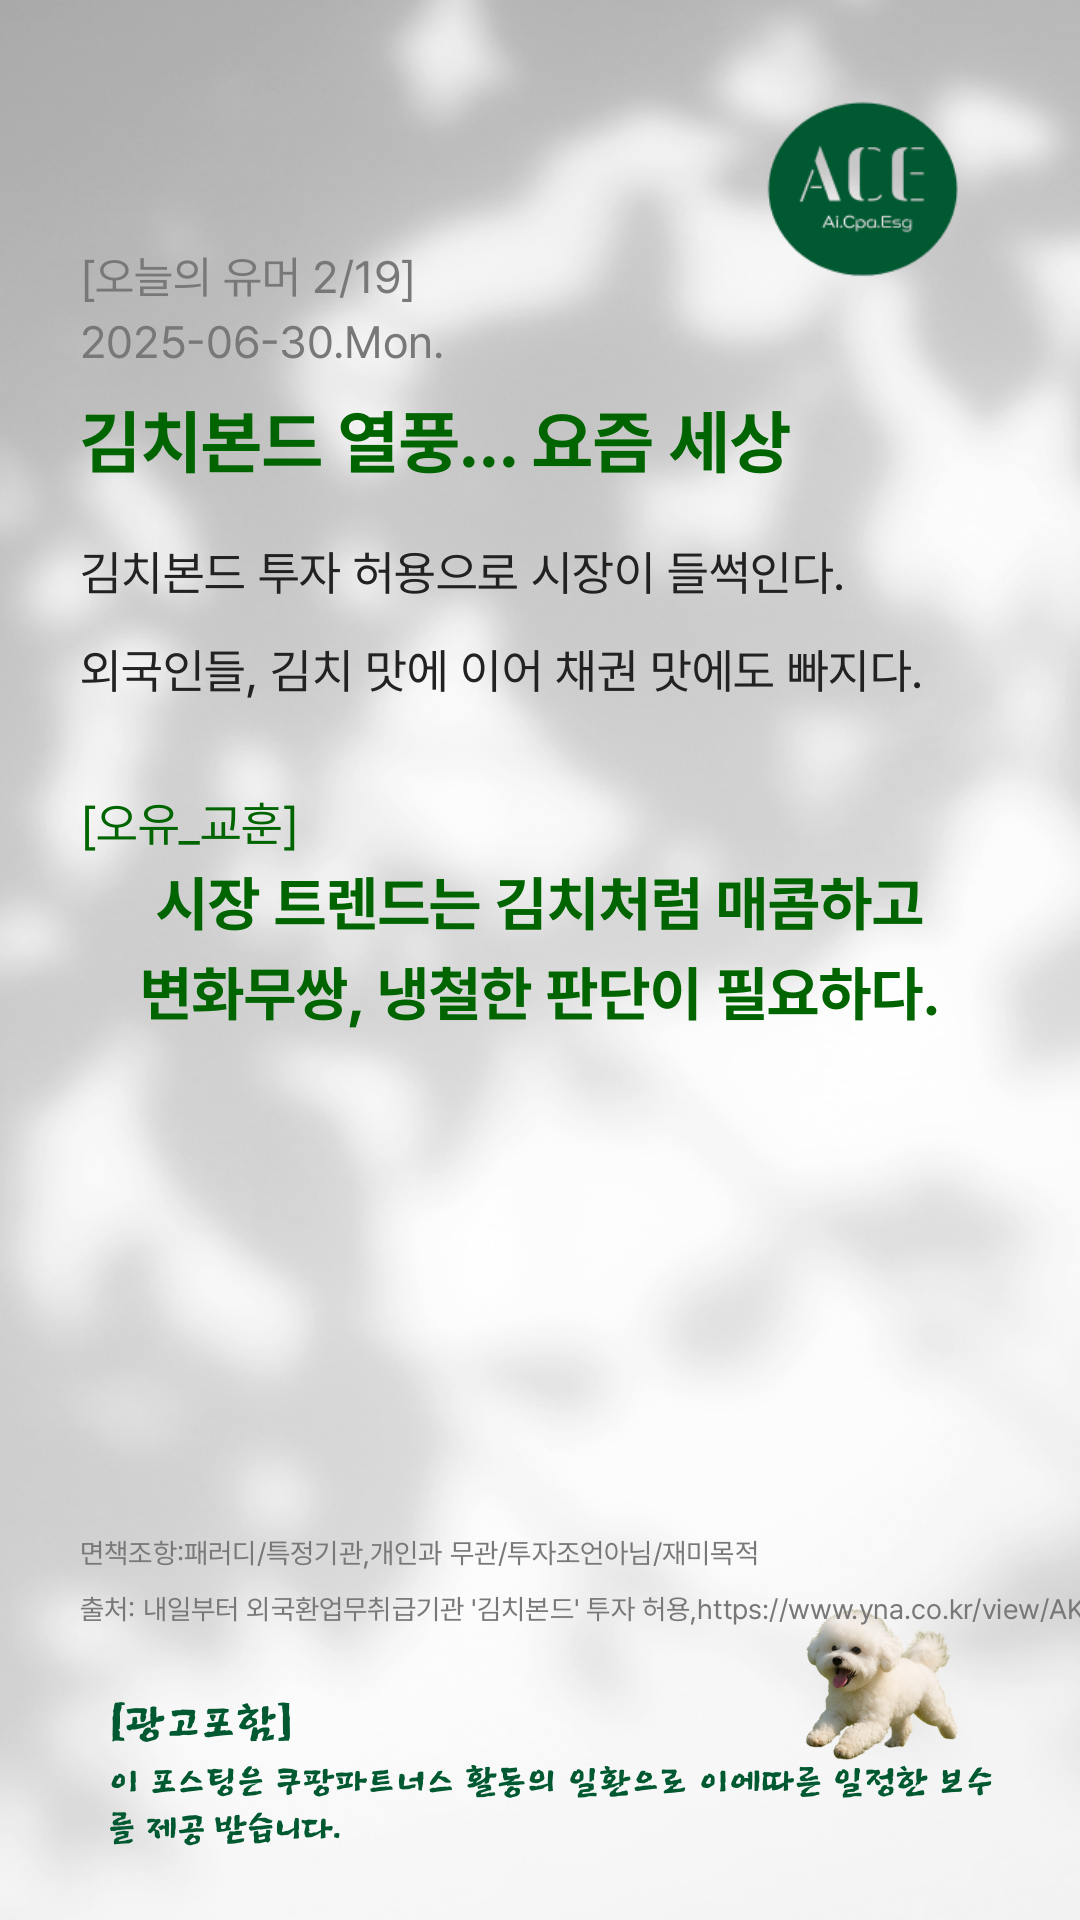 ACE
Ai.Cpa.Esg
[오늘의 유머 2/19]
2025-06-30.Mon.
김치본드 열풍... 요즘 세상
김치본드 투자 허용으로 시장이 들썩인다.
외국인들, 김치 맛에 이어 채권 맛에도 빠지다.
[오유_교훈]
시장 트렌드는 김치처럼 매콤하고
변화무쌍, 냉철한 판단이 필요하다.
면책조항:패러디/특정기관,개인과 무관/투자조언아님/재미목적
출처: 내일부터 외국환업무취급기관 '김치본드' 투자 허용,https://www.yna.co.kr/view/AK
[광고포함]
이 포스팅은 쿠팡파트너스 활동의 일환으로 이에따른 일정한 보수
를 제공 받습니다.